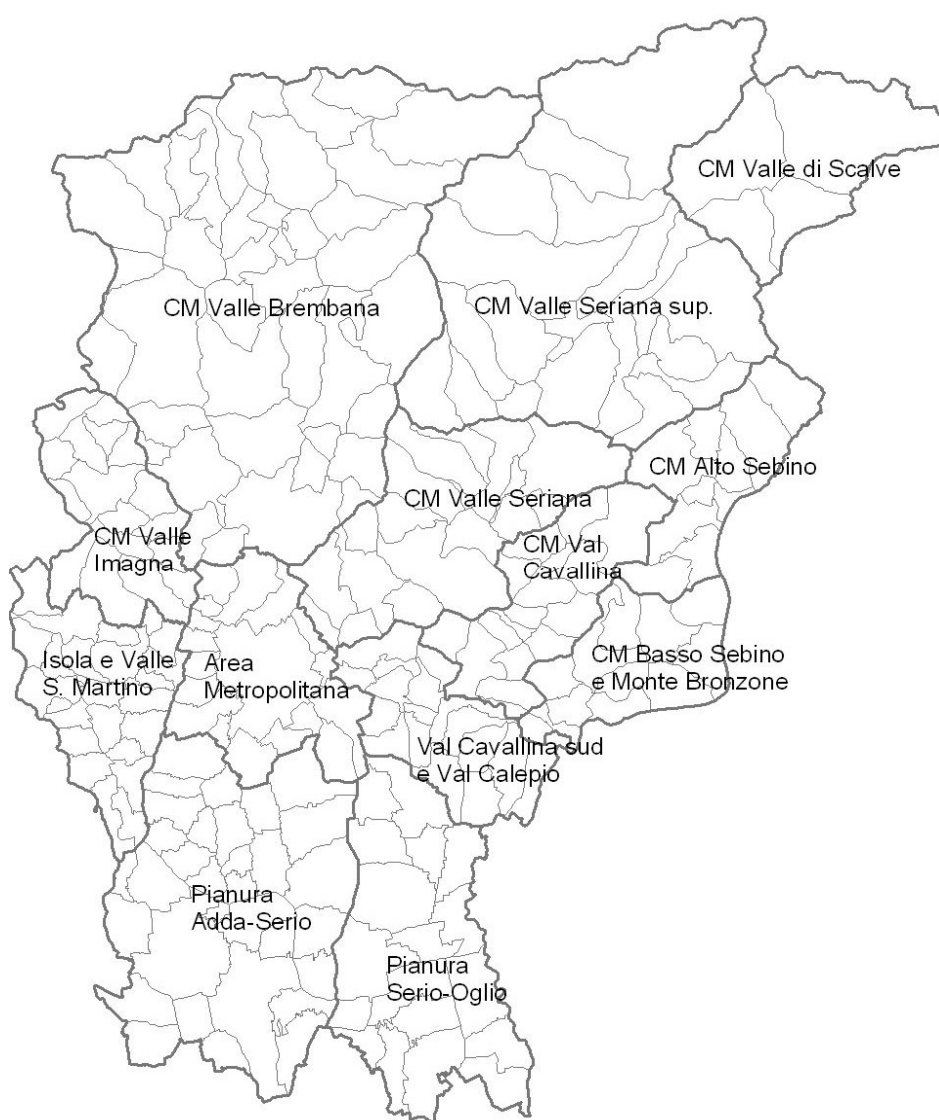 CM Valle di Scalve
CM Valle Brembana
CM Valle Seriana sup.
CM Alto Sebino
CM Valle Seriana
CM Valle
Imagna
CM Val
Cavallina
Isola e Valle
S. Martino
Area
Metropolitana
CM Basso Sebino
e Monte Bronzone
Val Cavallina sud
e Val Calepio
Pianura
Adda-Serio
Pianura
Serio-Oglio